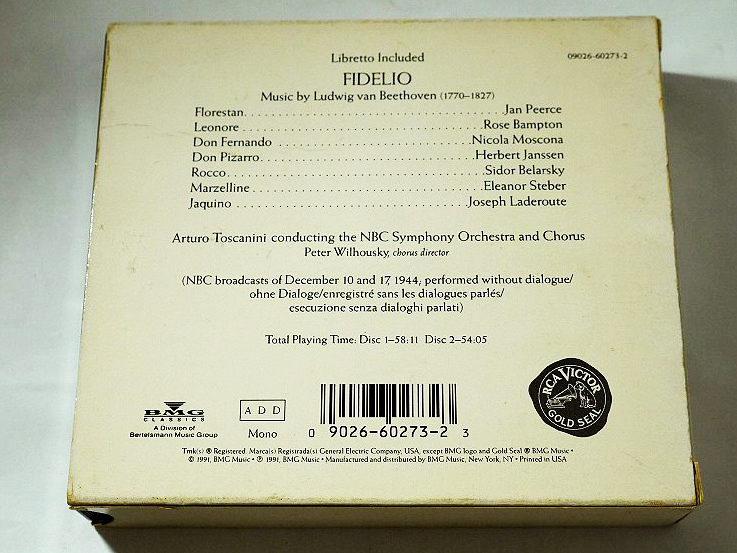 Libretto Included
09026-60273-2
FIDELIO
Music by Ludwig van Beethoven (1770–1827)
Florestan. . . . . . . . . . . . . . . . . . . . . . . . . . . . . . . . . . .Jan Peerce
Leonore . . . . . . . . . . . . . . . . . . . . . . . . . . . . . . . .Rose Bampton
Don Fernando . . . . . . . . . . . . . . . . . . . . . . . . .Nicola Moscona
Don Pizarro. . . . . . . . . . . . . . . . . . . . . . . . . . . .Herbert Janssen
Rocco. . . . . . . . . . . . . . . . . . . . . . . . . . . . . . . . . .Sidor Belarsky
Marzelline . . . . . . . . . . . . . . . . . . . . . . . . . . . . . .Eleanor Steber
Jaquino . . . . . . . . . . . . . . . . . . . . . . . . . . . . . .Joseph Laderoute
Arturo Toscanini conducting the NBC Symphony Orchestra and Chorus
Peter Wilhousky, chorus director
(NBC broadcasts of December 10 and 17, 1944; performed without dialogue/
ohne Dialoge/enregistré sans les dialogues parlés/
esecuzione senza dialoghi parlati)
Total Playing Time: Disc 1–58:11 Disc 2–54:05
RCA VICTOR
GOLD SEAL
BMG
CLASSICS
A Division of
Bertelsmann Music Group
A D D
Mono
0 09026-60273-2 3
Tmk(s) ® Registered. Marca(s) Registrada(s) General Electric Company, USA, except BMG logo and Gold Seal ® BMG Music •
© 1991, BMG Music • ℗ 1991, BMG Music • Manufactured and distributed by BMG Music, New York, NY • Printed in USA